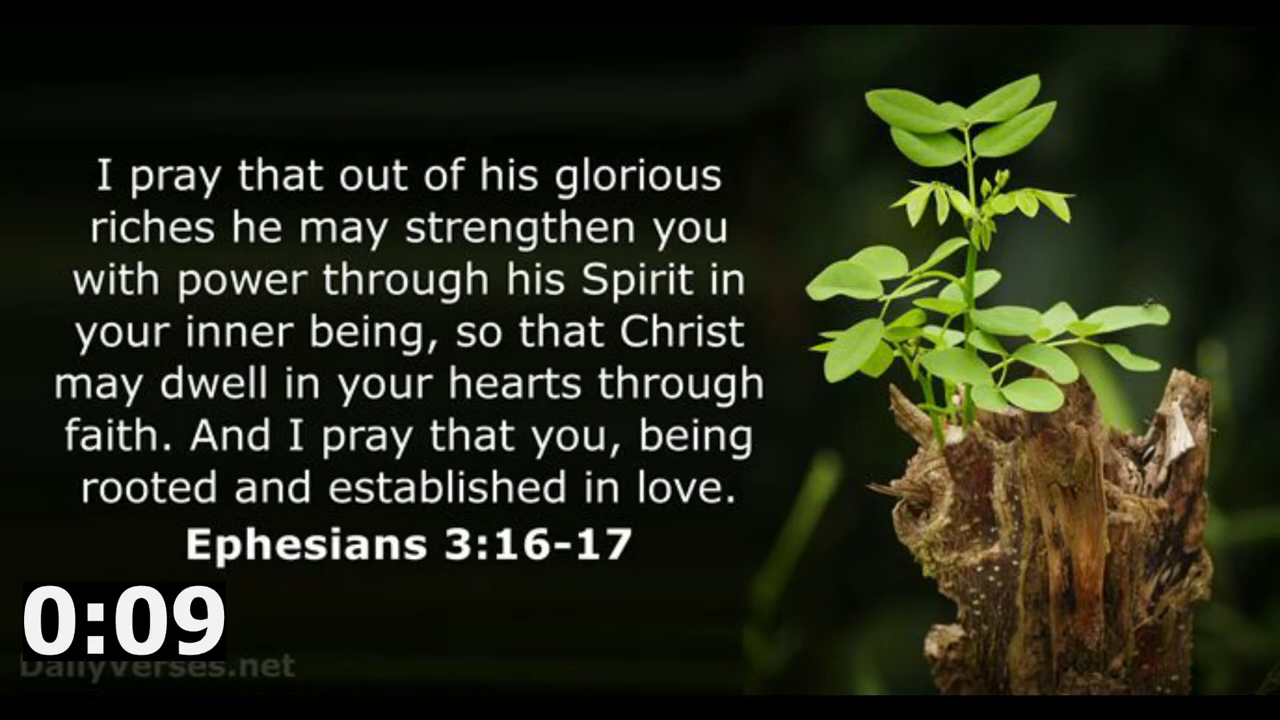 I pray that out of his glorious
riches he may strengthen you
with power through his Spirit in
your inner being, so that Christ
may dwell in your hearts through
faith. And I pray that you, being
rooted and established in love.
Ephesians 3:16-17
0:09
DailyVerses.net